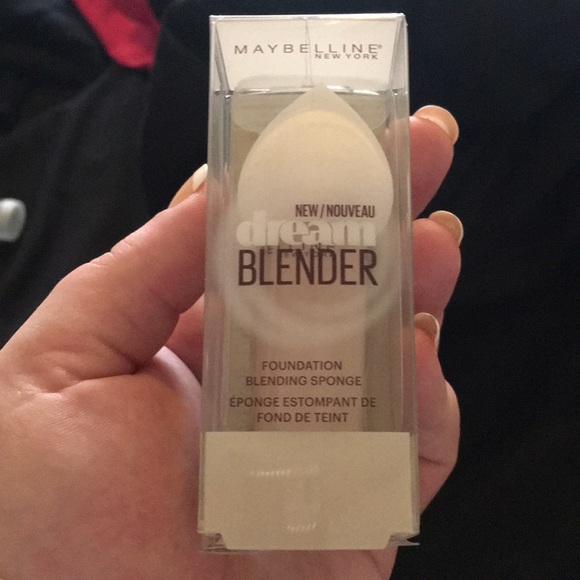 MAYBELLINE®
NEW YORK
NEW/NOUVEAU
dream
BLENDER
FOUNDATION
BLENDING SPONGE
ÉPONGE ESTOMPANT DE
FOND DE TEINT